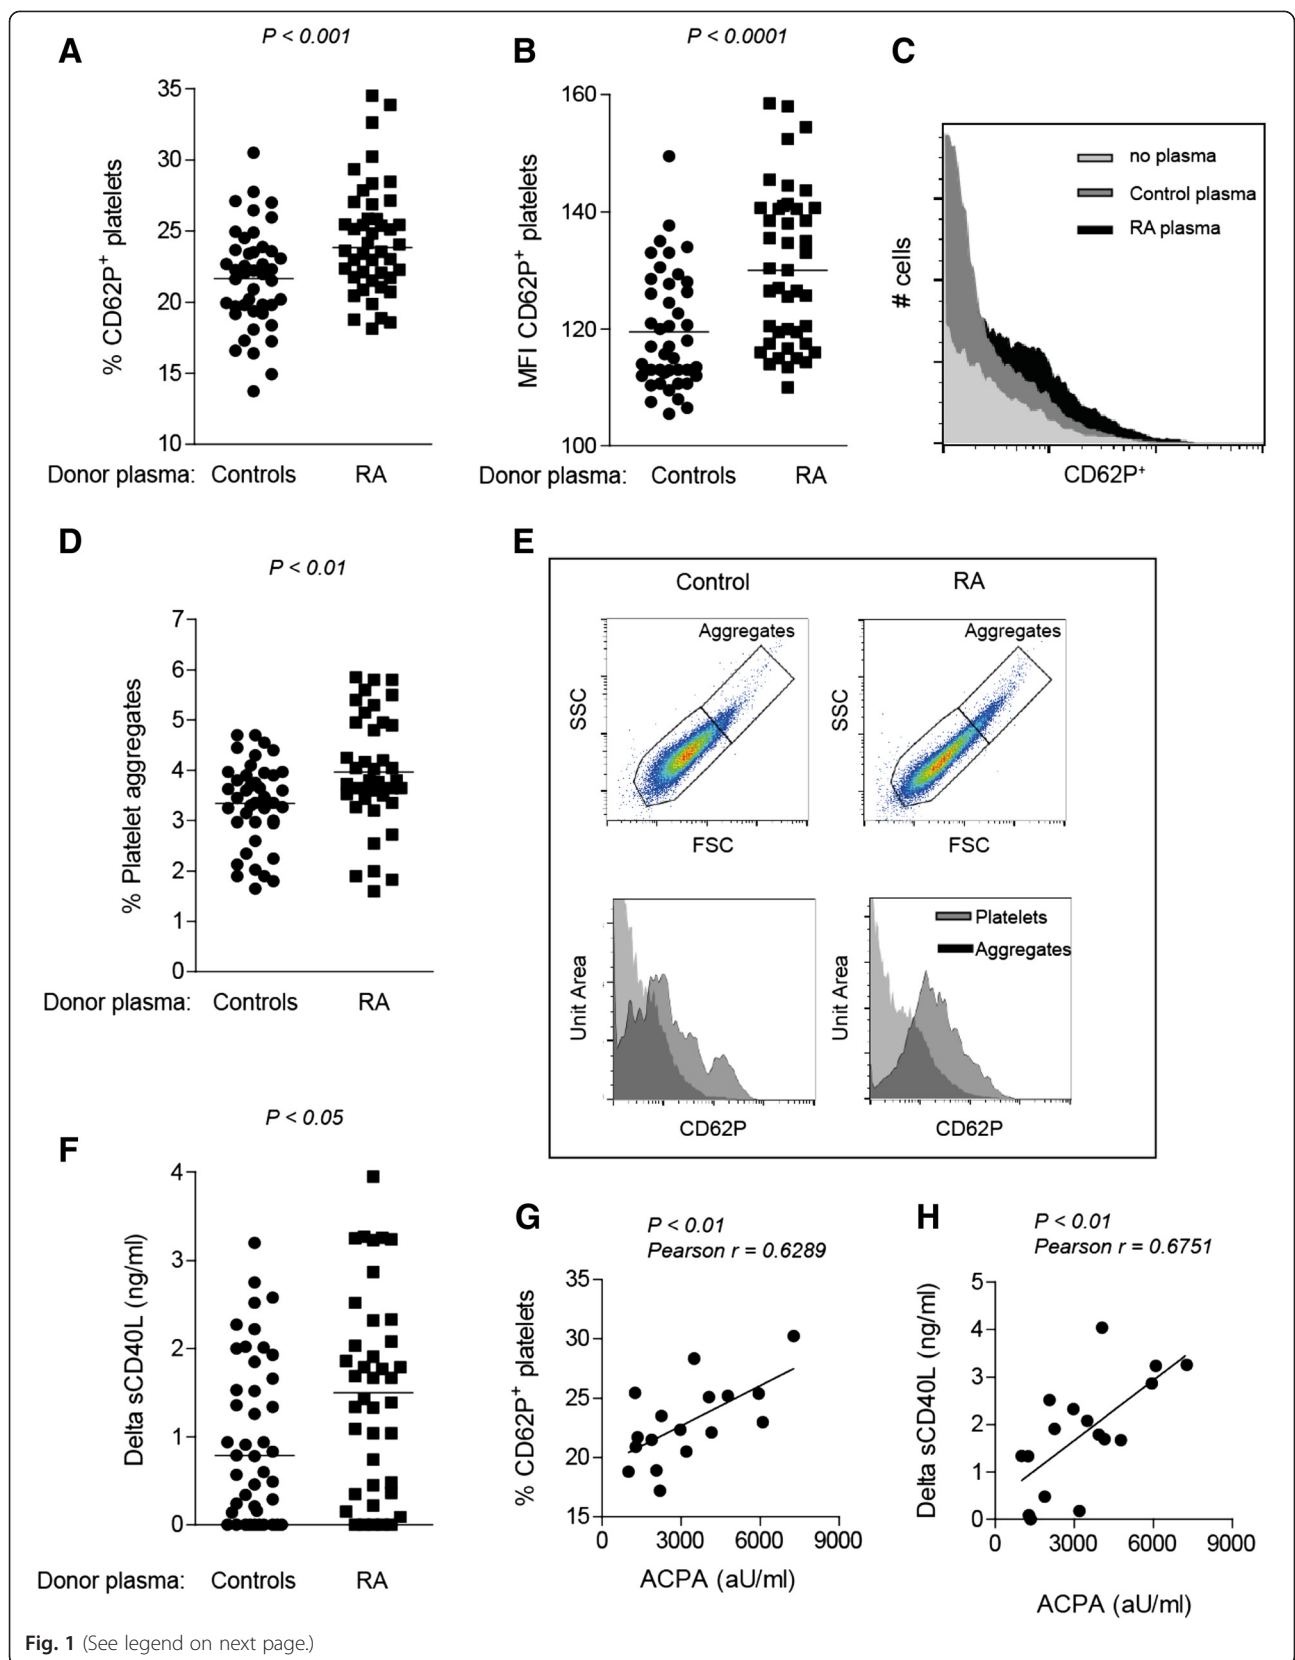 A
P < 0.001
% CD62P+ platelets
35
30
25
20
15
10
Donor plasma: Controls RA
B
P < 0.0001
MFI CD62P+ platelets
160
140
120
100
Donor plasma: Controls RA
C
# cells
no plasma
Control plasma
RA plasma
CD62P+
D
P < 0.01
% Platelet aggregates
7
6
5
4
3
2
1
0
Donor plasma: Controls RA
E
Control
Aggregates
SSC
FSC
RA
Aggregates
SSC
FSC
Unit Area
CD62P
Unit Area
Platelets
Aggregates
CD62P
F
P < 0.05
Delta sCD40L (ng/ml)
4
3
2
1
0
Donor plasma: Controls RA
G
P < 0.01
Pearson r = 0.6289
% CD62P+ platelets
35
30
25
20
15
0 3000 6000 9000
ACPA (aU/ml)
H
P < 0.01
Pearson r = 0.6751
Delta sCD40L (ng/ml)
5
4
3
2
1
0
0 3000 6000 9000
ACPA (aU/ml)
Fig. 1 (See legend on next page.)